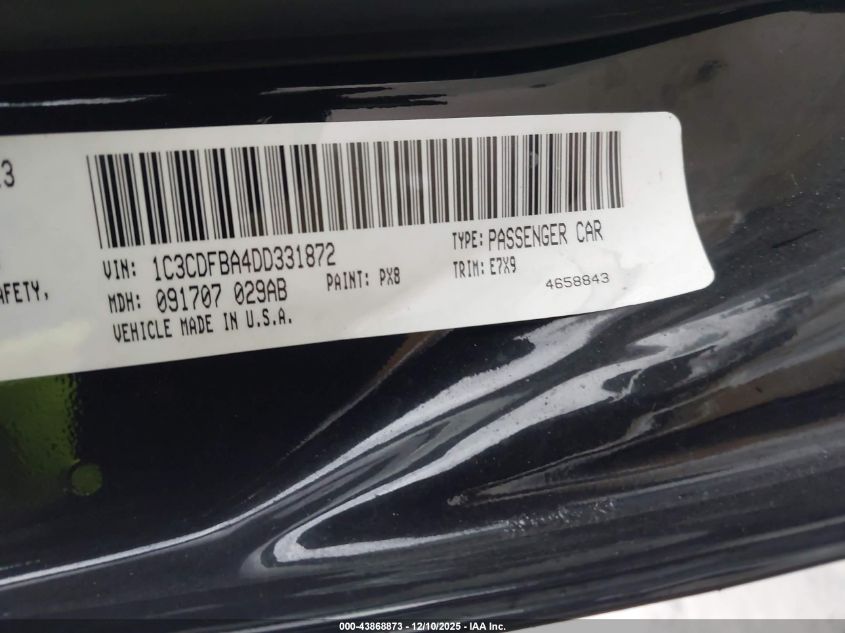 3
VIN: 1C3CDFBA4DD331872
TYPE: PASSENGER CAR
AFETY,
MDH: 091707 029AB
PAINT: PX8
TRIM: E7X9
4658843
VEHICLE MADE IN U.S.A.
000-43868873 - 12/10/2025 - IAA Inc.